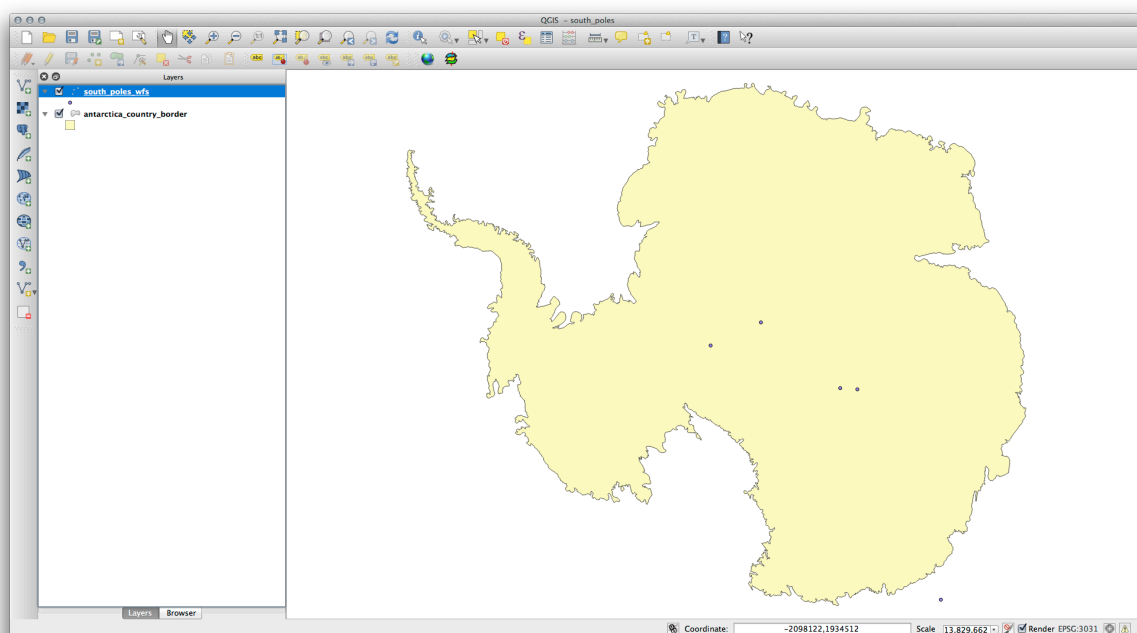 QGIS - south_poles
Layers
south_poles_wfs
antarctica_country_border
Layers
Browser
Coordinate:
-2098122,1934512
Scale
13,829,662
Render
EPSG:3031